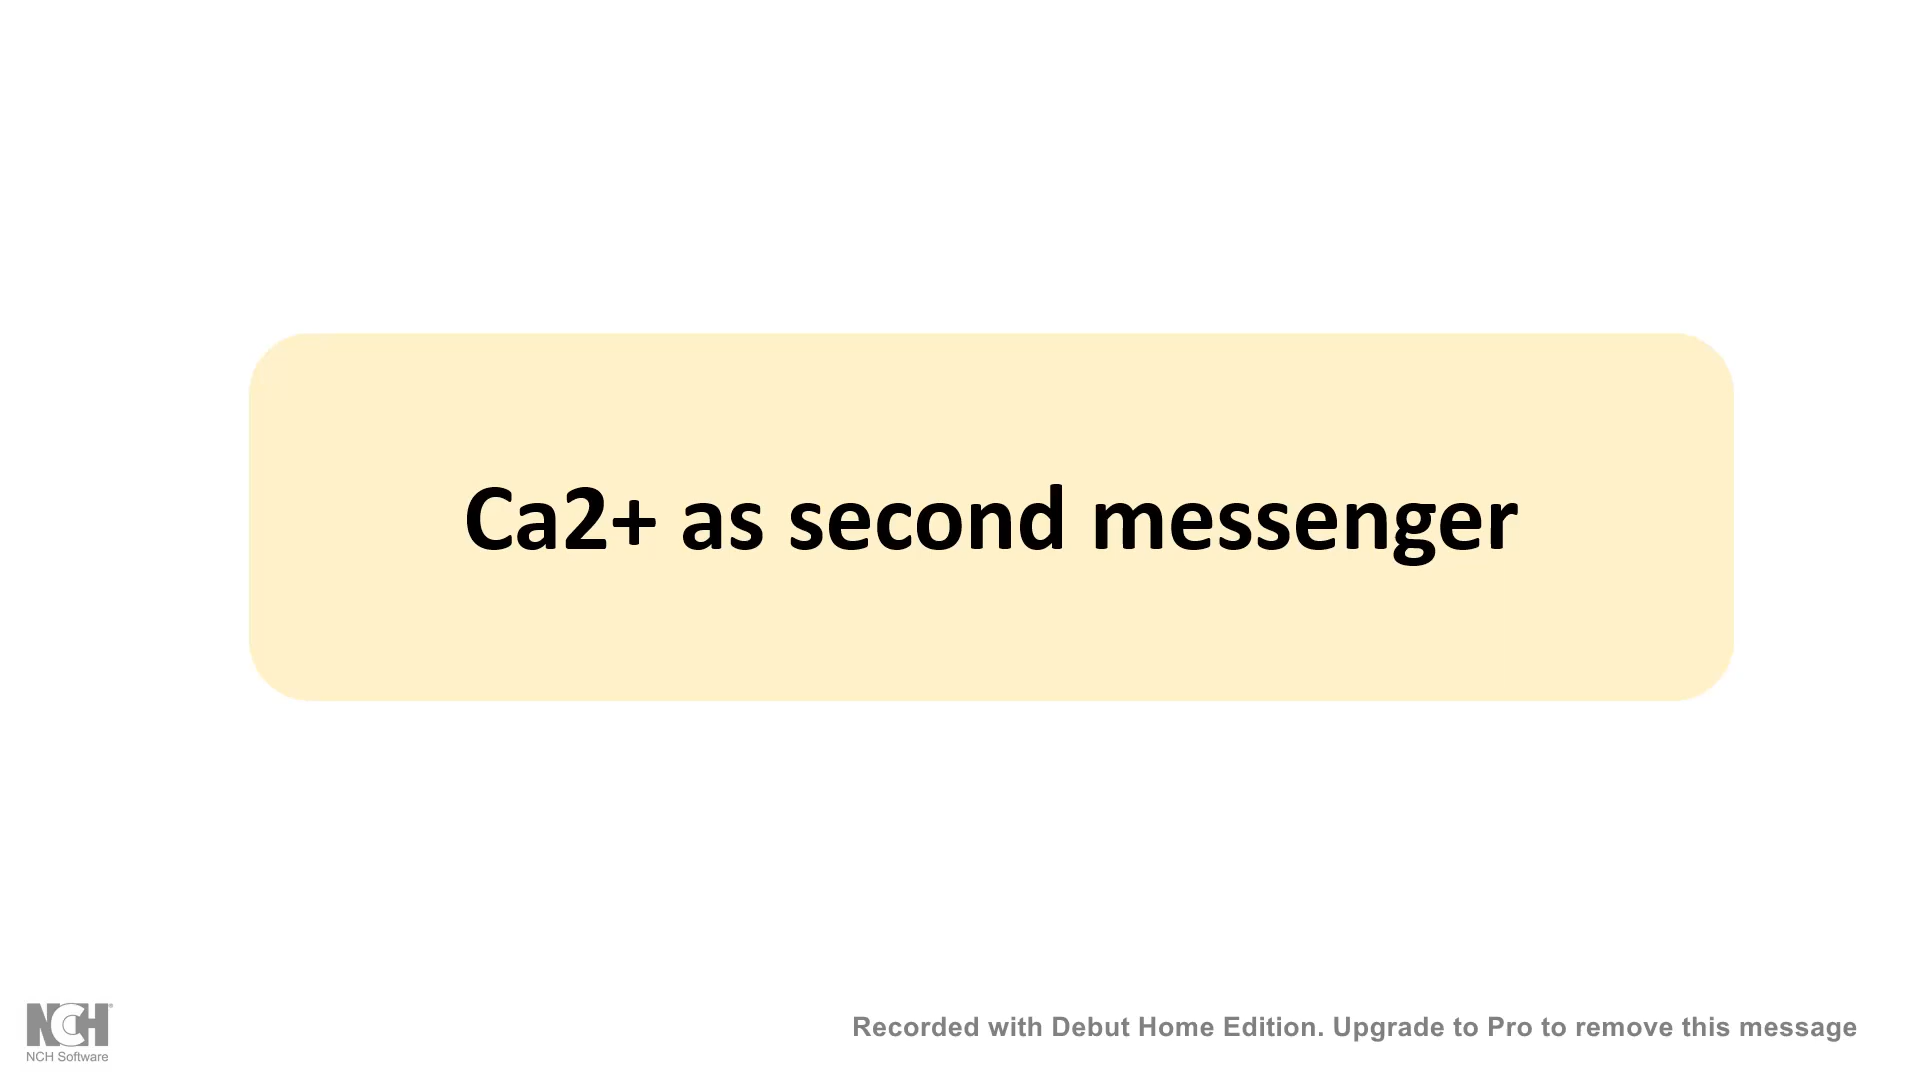 Ca2+ as second messenger
NCH
NCH Software
Recorded with Debut Home Edition. Upgrade to Pro to remove this message